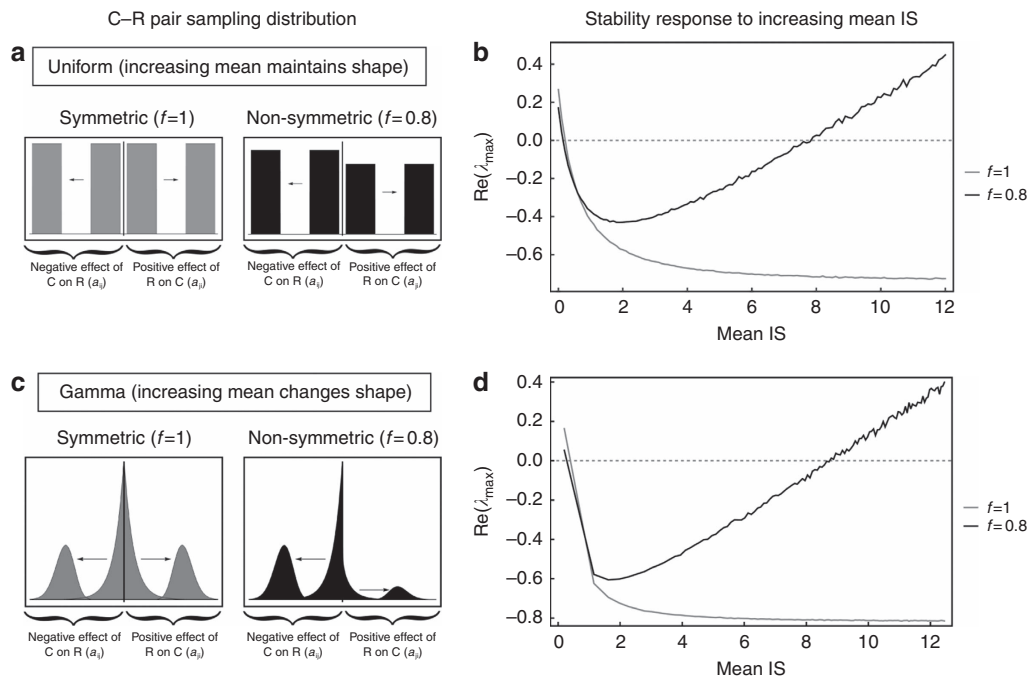 C–R pair sampling distribution
Stability response to increasing mean IS
a
Uniform (increasing mean maintains shape)
Symmetric (f=1)
Non-symmetric (f=0.8)
Negative effect of
C on R (aij)
Positive effect of
R on C (aji)
Negative effect of
C on R (aij)
Positive effect of
R on C (aji)
b
0.4
0.2
0.0
−0.2
−0.4
−0.6
Re(λ̂max)
0 2 4 6 8 10 12
Mean IS
f=1
f=0.8
c
Gamma (increasing mean changes shape)
Symmetric (f=1)
Non-symmetric (f=0.8)
Negative effect of
C on R (aij)
Positive effect of
R on C (aji)
Negative effect of
C on R (aij)
Positive effect of
R on C (aji)
d
0.4
0.2
0.0
−0.2
−0.4
−0.6
−0.8
Re(λ̂max)
0 2 4 6 8 10 12
Mean IS
f=1
f=0.8